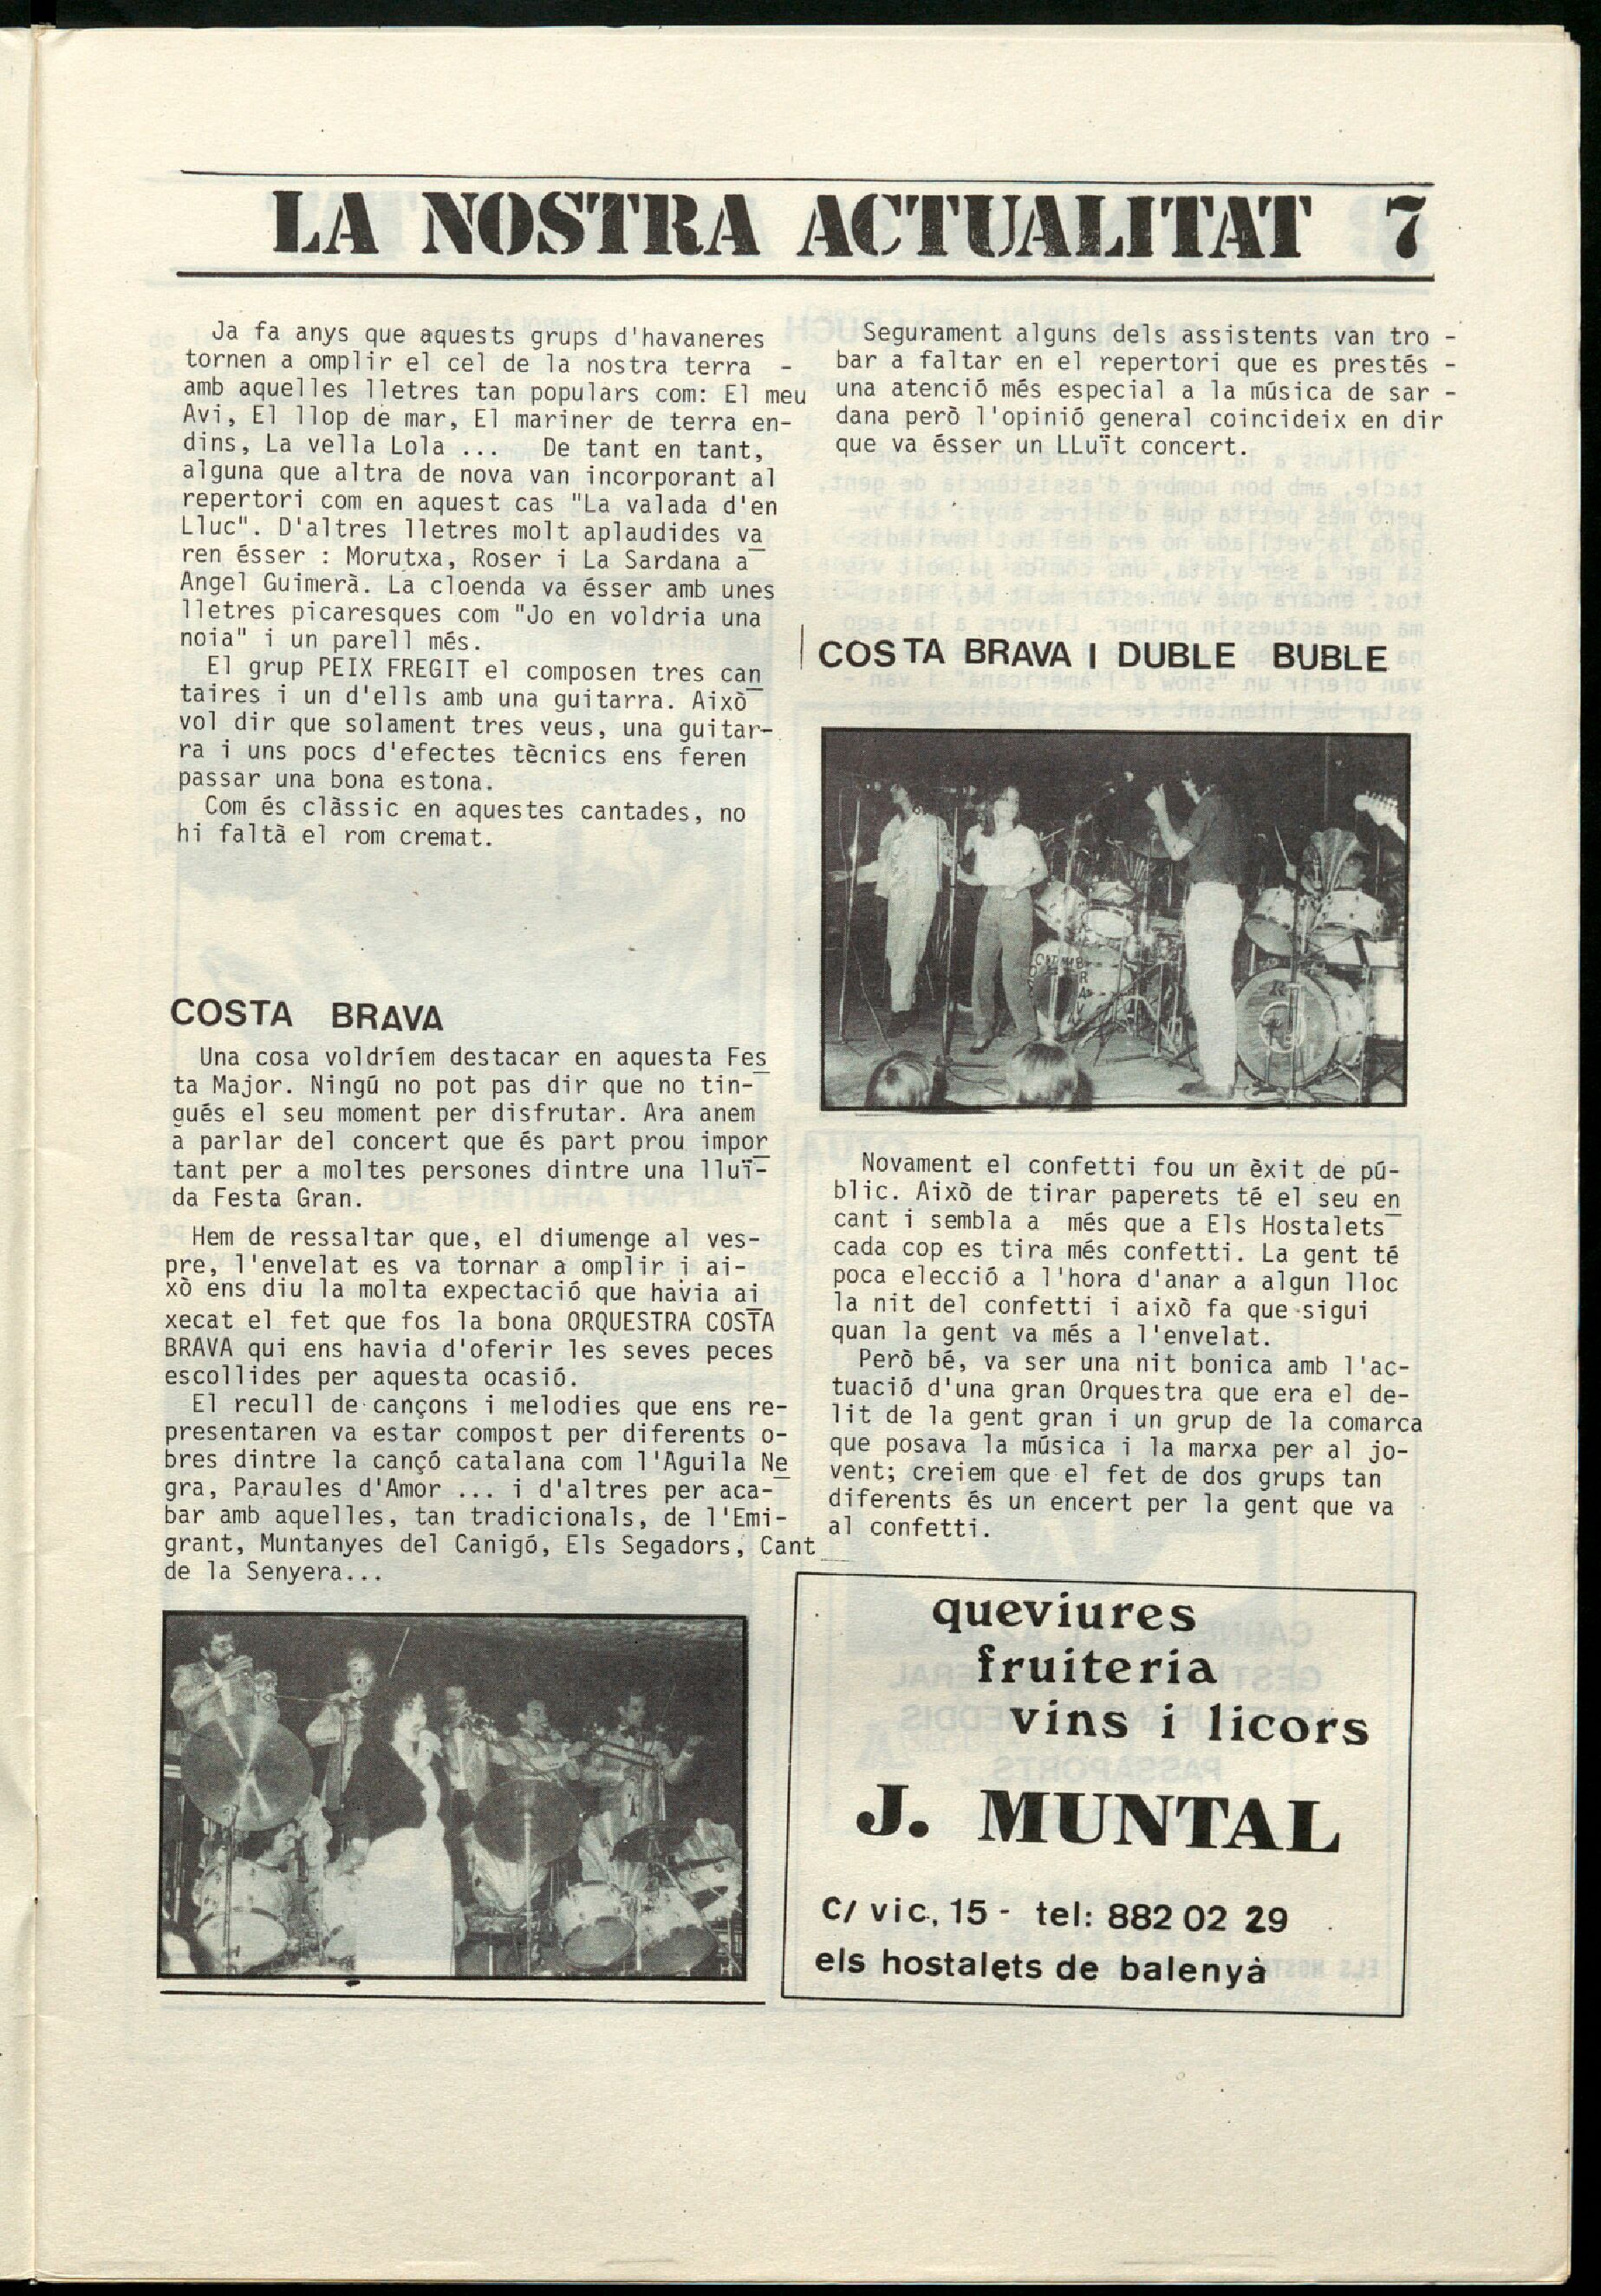 LA NOSTRA ACTUALITAT 7
Ja fa anys que aquests grups d'havaneres
tornen a omplir el cel de la nostra terra -
amb aquelles lletres tan populars com: El meu
Avi, El llop de mar, El mariner de terra en-
dins, La vella Lola ... De tant en tant,
alguna que altra de nova van incorporant al
repertori com en aquest cas "La valada d'en
Lluc". D'altres lletres molt aplaudides va
ren ésser : Morutxa, Roser i La Sardana a
Angel Guimerà. La cloenda va ésser amb unes
lletres picaresques com "Jo en voldria una
noia" i un parell més.
El grup PEIX FREGIT el composen tres can
taires i un d'ells amb una guitarra. Això
vol dir que solament tres veus, una guitar-
ra i uns pocs d'efectes tècnics ens feren
passar una bona estona.
Com és clàssic en aquestes cantades, no
hi faltà el rom cremat.
COSTA BRAVA
Una cosa voldríem destacar en aquesta Fes
ta Major. Ningú no pot pas dir que no tin-
gués el seu moment per disfrutar. Ara anem
a parlar del concert que és part prou impor
tant per a moltes persones dintre una lluï-
da Festa Gran.
Hem de ressaltar que, el diumenge al ves-
pre, l'envelat es va tornar a omplir i ai-
xò ens diu la molta expectació que havia ai
xecat el fet que fos la bona ORQUESTRA COSTA
BRAVA qui ens havia d'oferir les seves peces
escollides per aquesta ocasió.
El recull de cançons i melodies que ens re-
presentaren va estar compost per diferents o-
bres dintre la cançó catalana com l'Aguila Ne
gra, Paraules d'Amor ... i d'altres per aca-
bar amb aquelles, tan tradicionals, de l'Emi-
grant, Muntanyes del Canigó, Els Segadors, Cant
de la Senyera...
Segurament alguns dels assistents van tro -
bar a faltar en el repertori que es prestés -
una atenció més especial a la música de sar -
dana però l'opinió general coincideix en dir
que va ésser un LLuït concert.
COSTA BRAVA I DUBLE BUBLE
Novament el confetti fou un èxit de pú-
blic. Això de tirar paperets té el seu en
cant i sembla a més que a Els Hostalets
cada cop es tira més confetti. La gent té
poca elecció a l'hora d'anar a algun lloc
la nit del confetti i això fa que sigui
quan la gent va més a l'envelat.
Però bé, va ser una nit bonica amb l'ac-
tuació d'una gran Orquestra que era el de-
lit de la gent gran i un grup de la comarca
que posava la música i la marxa per al jo-
vent; creiem que el fet de dos grups tan
diferents és un encert per la gent que va
al confetti.
queviures
fruiteria
vins i licors
J. MUNTAL
C/ vic, 15 - tel: 882 02 29
els hostalets de balenyà